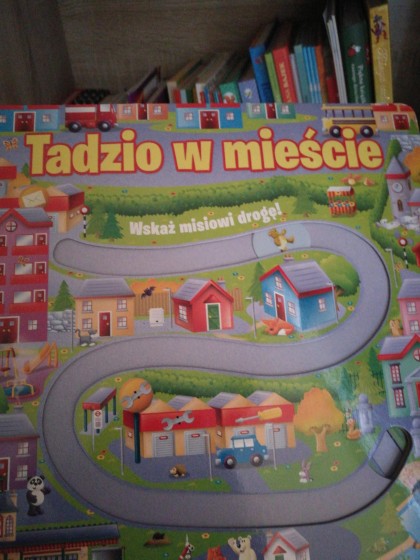 Tadzio w mieście
Wskaż misiowi drogę!